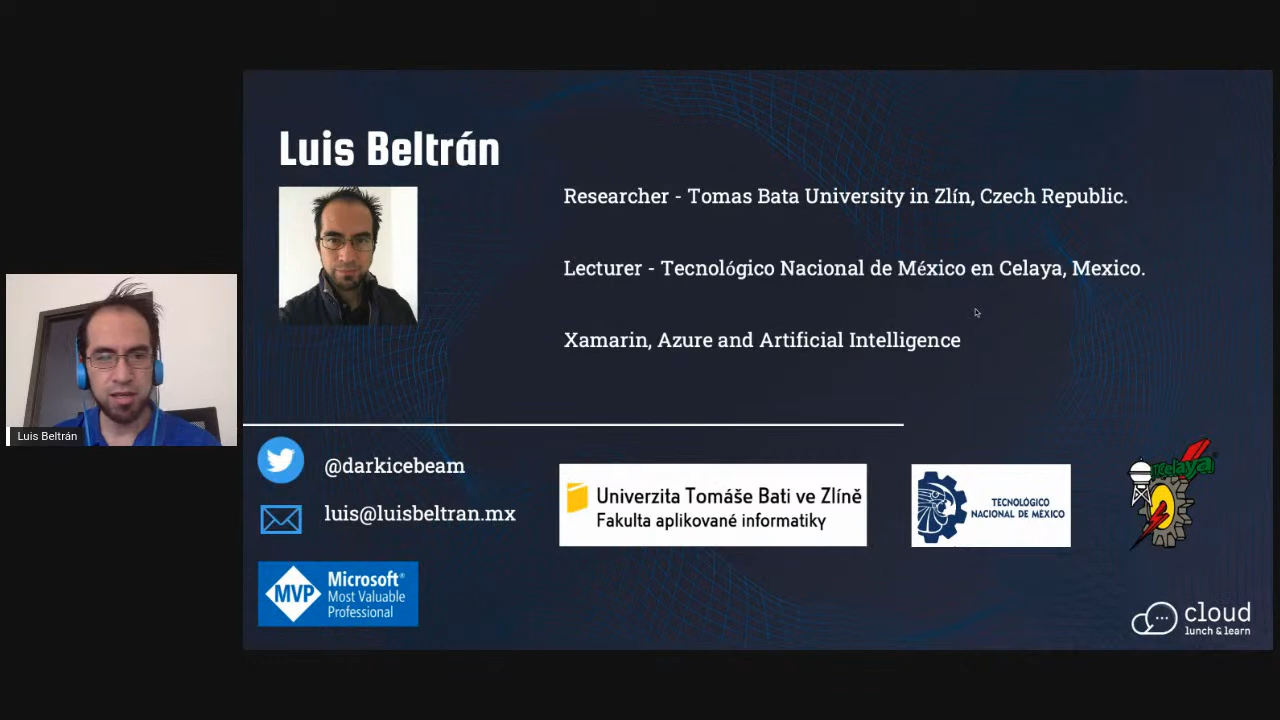 Luis Beltrán
Researcher - Tomas Bata University in Zlín, Czech Republic.
Lecturer - Tecnológico Nacional de México en Celaya, Mexico.
Xamarin, Azure and Artificial Intelligence
Luis Beltrán
@darkicebeam
luis@luisbeltran.mx
MVP
Microsoft®
Most Valuable
Professional
Univerzita Tomáše Bati ve Zlíně
Fakulta aplikované informatiky
TECNOLÓGICO
NACIONAL DE MÉXICO
cloud
lunch & learn